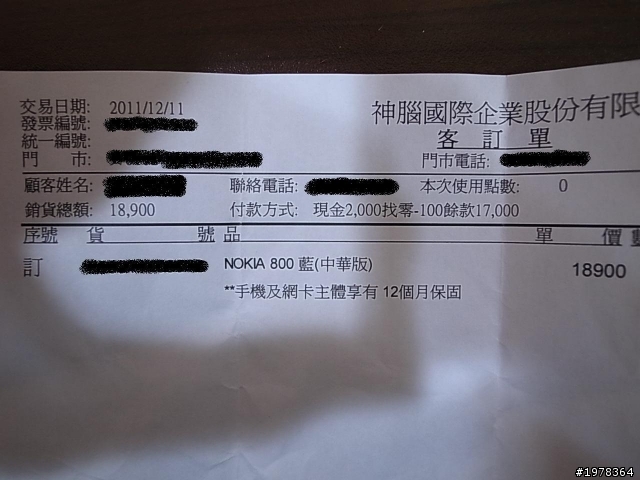 交易日期: 2011/12/11
神腦國際企業股份有限
發票編號:
統一編號:
客訂單
門市:
門市電話:
顧客姓名: 聯絡電話: 本次使用點數: 0
銷貨總額: 18,900 付款方式: 現金2,000找零-100餘款17,000
序號 貨號 品 單價 數
訂 NOKIA 800 藍(中華版) 18900
**手機及網卡主體享有 12個月保固
#1978364